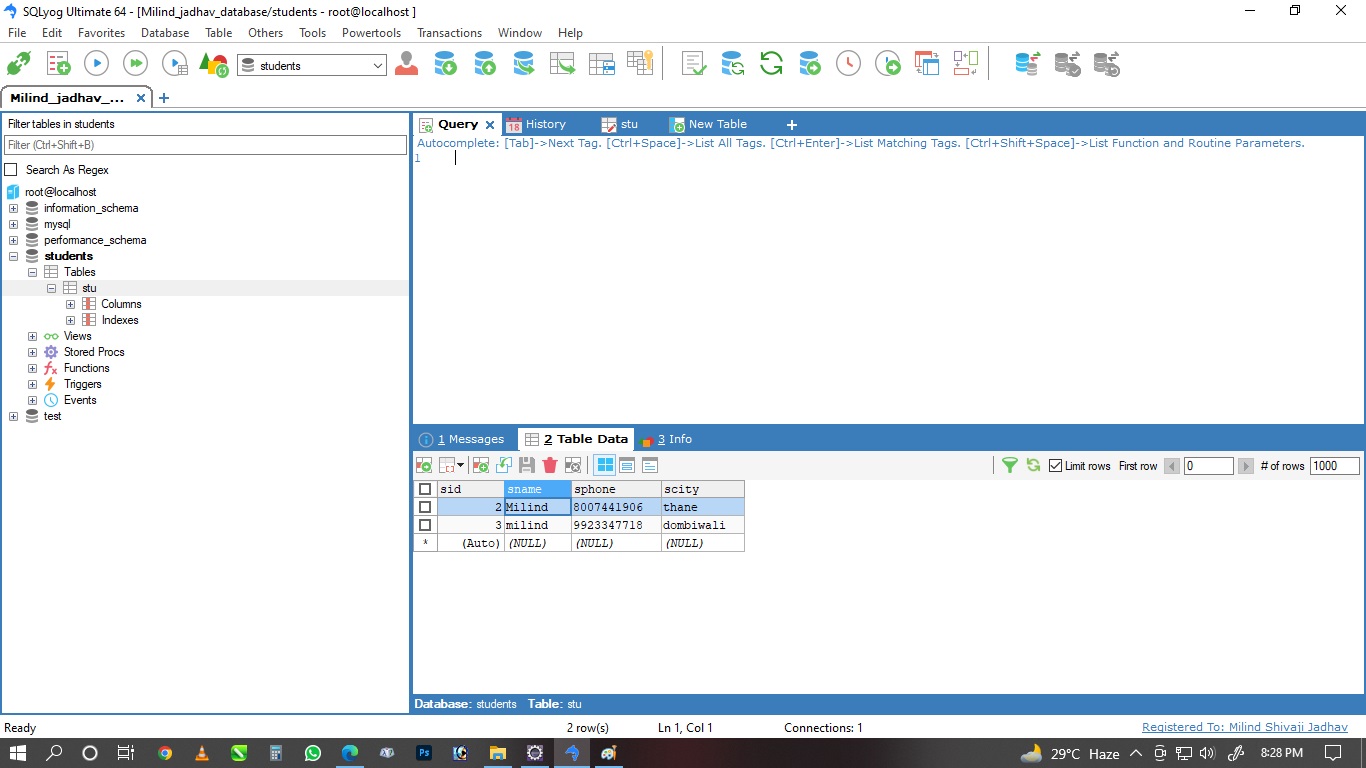 SQLyog Ultimate 64 - [Milind_jadhav_database/students - root@localhost ]
File Edit Favorites Database Table Others Tools Powertools Transactions Window Help
students
Milind_jadhav_...
Filter tables in students
Filter (Ctrl+Shift+B)
Search As Regex
root@localhost
information_schema
mysql
performance_schema
students
Tables
stu
Columns
Indexes
Views
Stored Procs
Functions
Triggers
Events
test
Query 18 History stu New Table
Autocomplete: [Tab]->Next Tag. [Ctrl+Space]->List All Tags. [Ctrl+Enter]->List Matching Tags. [Ctrl+Shift+Space]->List Function and Routine Parameters.
1
1 Messages 2 Table Data 3 Info
Limit rows First row 0 # of rows 1000
sid sname sphone scity
2 Milind 8007441906 thane
3 milind 9923347718 dombiwali
* (Auto) (NULL) (NULL) (NULL)
Database: students Table: stu
Ready 2 row(s) Ln 1, Col 1 Connections: 1 Registered To: Milind Shivaji Jadhav
Ps 29°C Haze 8:28 PM